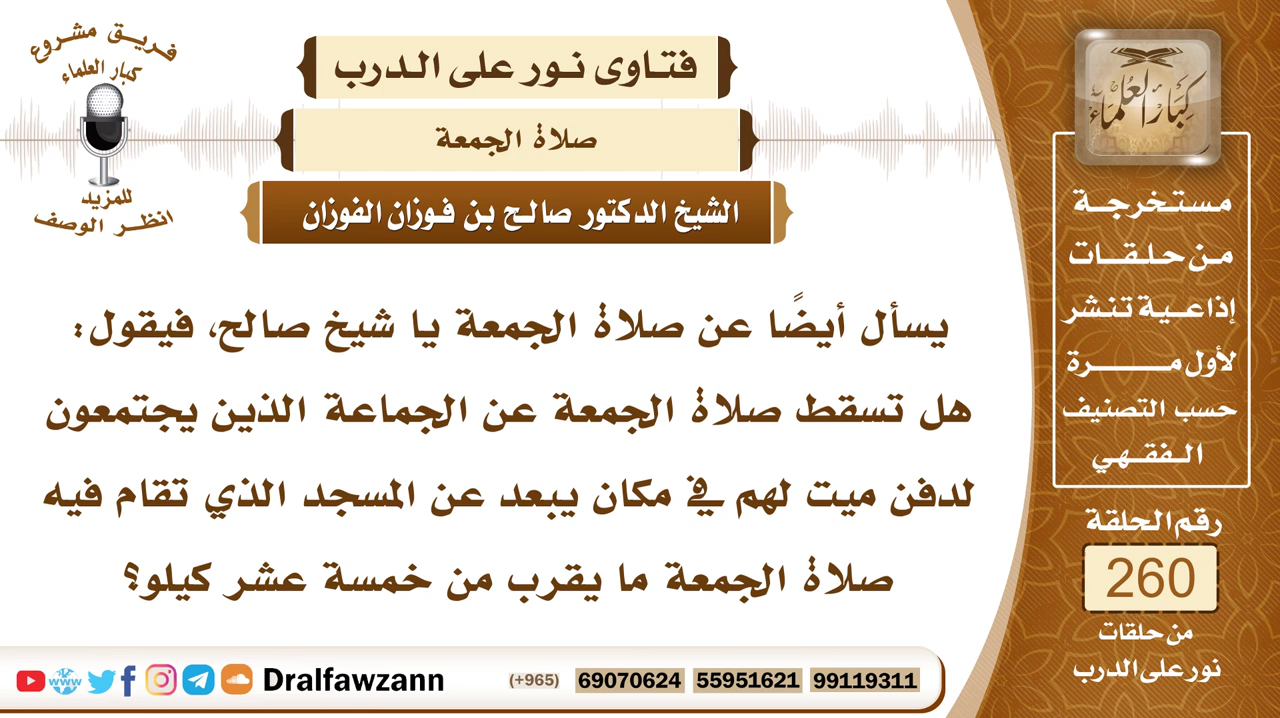 فريق مشروع
كبار العلماء
للمزيد
انظر الوصف
فتاوى نور على الدرب
صلاة الجمعة
الشيخ الدكتور صالح بن فوزان الفوزان
يسأل أيضًا عن صلاة الجمعة يا شيخ صالح، فيقول:
هل تسقط صلاة الجمعة عن الجماعة الذين يجتمعون
لدفن ميت لهم في مكان يبعد عن المسجد الذي تقام فيه
صلاة الجمعة ما يقرب من خمسة عشر كيلو؟
كبار العلماء
مستخرجة
من حلقات
إذاعية تنشر
لأول مرة
حسب التصنيف
الفقهي
رقم الحلقة
260
من حلقات
نور على الدرب
www
Dralfawzann
(+965) 69070624 55951621 99119311